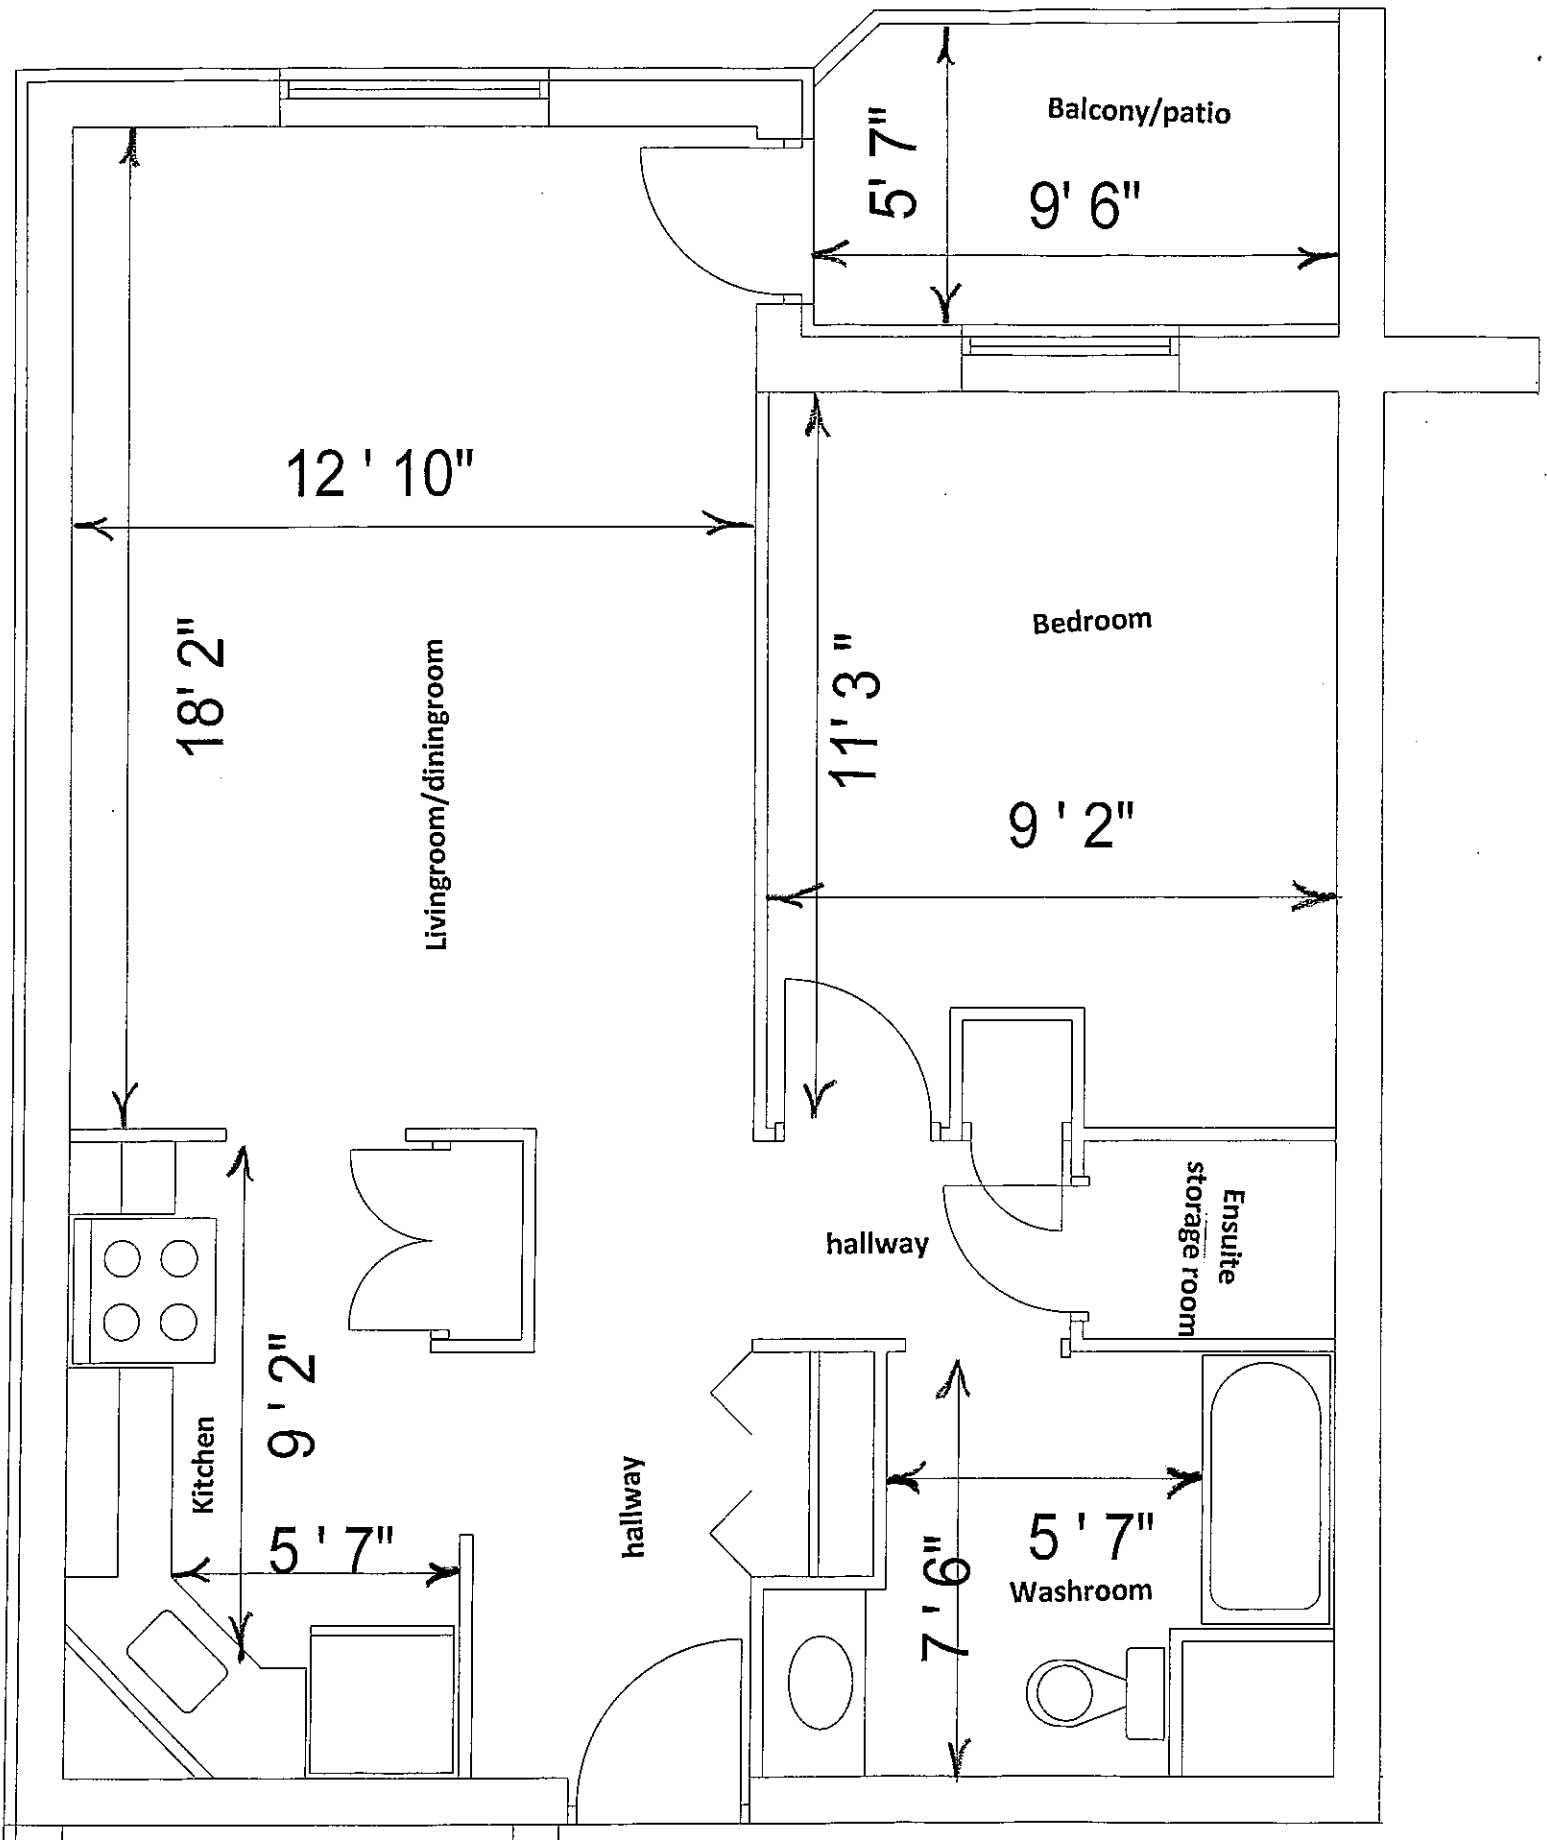 Balcony/patio
5' 7"
9' 6"
12 ' 10"
18' 2"
Livingroom/diningroom
Bedroom
11' 3 "
9 ' 2"
hallway
Ensuite
storage room
9 ' 2"
Kitchen
5 ' 7"
hallway
5 ' 7"
7 ' 6"
Washroom